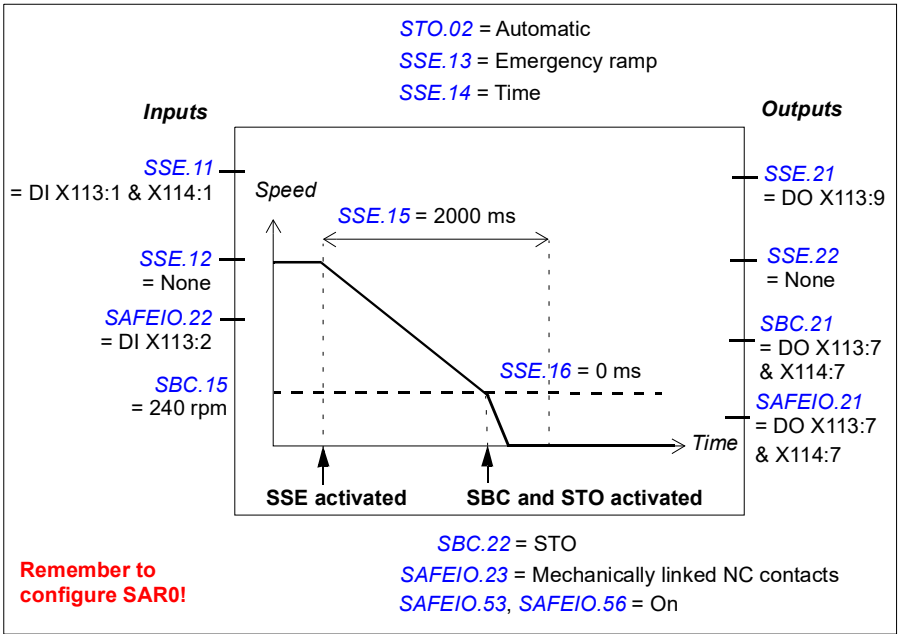 STO.02 = Automatic
SSE.13 = Emergency ramp
SSE.14 = Time
Inputs
Outputs
SSE.11
= DI X113:1 & X114:1
SSE.12
= None
SAFEIO.22
= DI X113:2
SBC.15
= 240 rpm
Speed
SSE.15 = 2000 ms
SSE.16 = 0 ms
Time
SSE activated
SBC and STO activated
SSE.21
= DO X113:9
SSE.22
= None
SBC.21
= DO X113:7
& X114:7
SAFEIO.21
= DO X113:7
& X114:7
SBC.22 = STO
SAFEIO.23 = Mechanically linked NC contacts
SAFEIO.53, SAFEIO.56 = On
Remember to
configure SAR0!